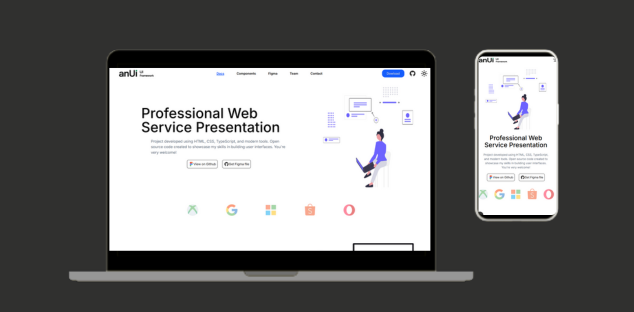 anUi UI
Framework
Docs Components Figma Team Contact Download
Professional Web
Service Presentation
Project developed using HTML, CSS, TypeScript, and modern tools, Open
source code created to showcase my skills in building user interfaces. You're
very welcome!
View on Github Get Figma file
anUi UI
Framework
Professional Web
Service Presentation
Project developed using HTML, CSS, TypeScript,
and modern tools, Open source code created to
showcase my skills in building user interfaces.
You're very welcome!
View on Github Get Figma file